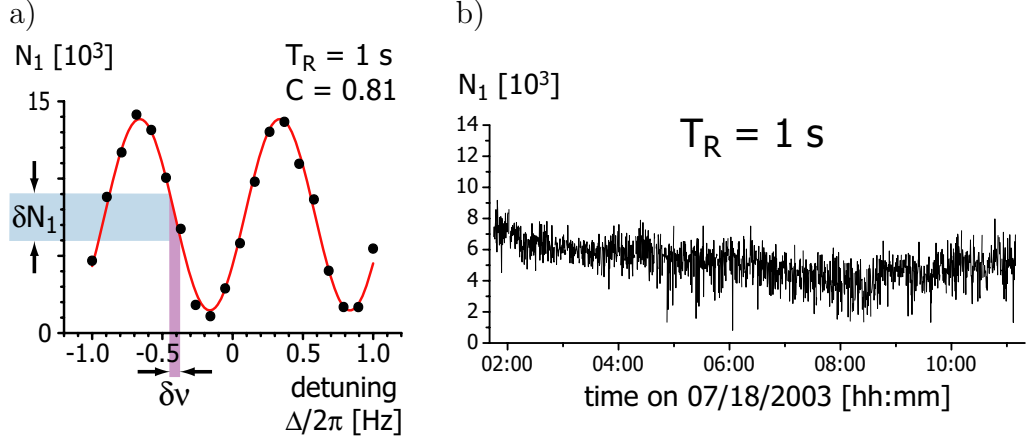 a)
N₁ [10³]
T_R = 1 s
C = 0.81
15
δN₁
0
-1.0
-0.5
0
0.5
1.0
δν
detuning
Δ/2π [Hz]
b)
N₁ [10³]
T_R = 1 s
14
12
10
8
6
4
2
0
02:00
04:00
06:00
08:00
10:00
time on 07/18/2003 [hh:mm]